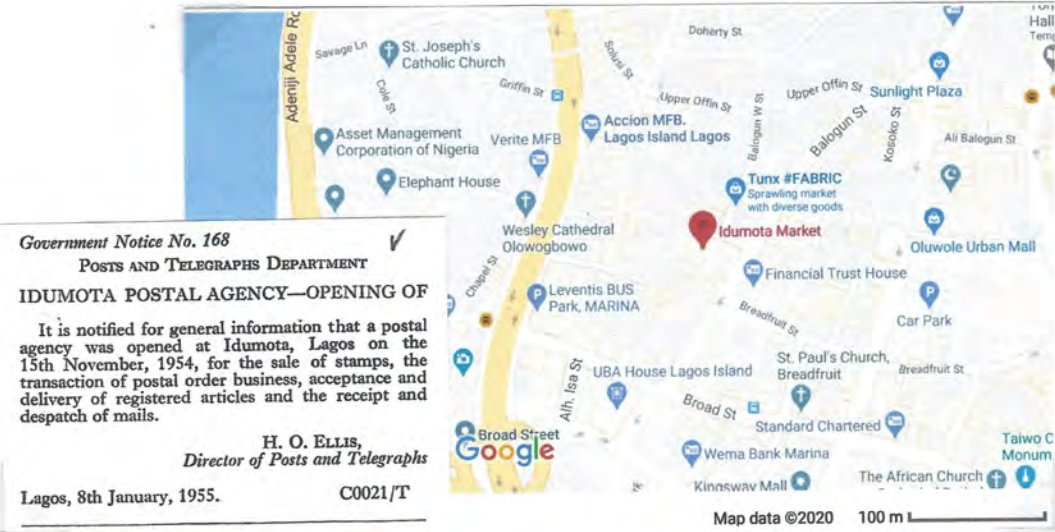 Government Notice No. 168
POSTS AND TELEGRAPHS DEPARTMENT
IDUMOTA POSTAL AGENCY—OPENING OF
It is notified for general information that a postal
agency was opened at Idumota, Lagos on the
15th November, 1954, for the sale of stamps, the
transaction of postal order business, acceptance and
delivery of registered articles and the receipt and
despatch of mails.
H. O. ELLIS,
Director of Posts and Telegraphs
Lagos, 8th January, 1955. C0021/T
Adeniji Adele Rd
Savage Ln
St. Joseph's
Catholic Church
Cole St
Griffin St
Solusi St
Doherty St
Hall
Upper Offin St
Upper Offin St
Sunlight Plaza
Accion MFB.
Lagos Island Lagos
Balogun W St
Balogun St
Kosoko St
Ali Balogun St
Asset Management
Corporation of Nigeria
Verite MFB
Elephant House
Tunx #FABRIC
Sprawling market
with diverse goods
Wesley Cathedral
Olowogbowo
Idumota Market
Oluwole Urban Mall
Chapel St
Leventis BUS
Park, MARINA
Financial Trust House
Car Park
Breadfruit St
St. Paul's Church,
Breadfruit
Breadfruit St
Alh. Isa St
UBA House Lagos Island
Broad St
Standard Chartered
Broad Street
Google
Wema Bank Marina
Taiwo C
Monum
Kingsway Mall
The African Church
Map data ©2020 100 m